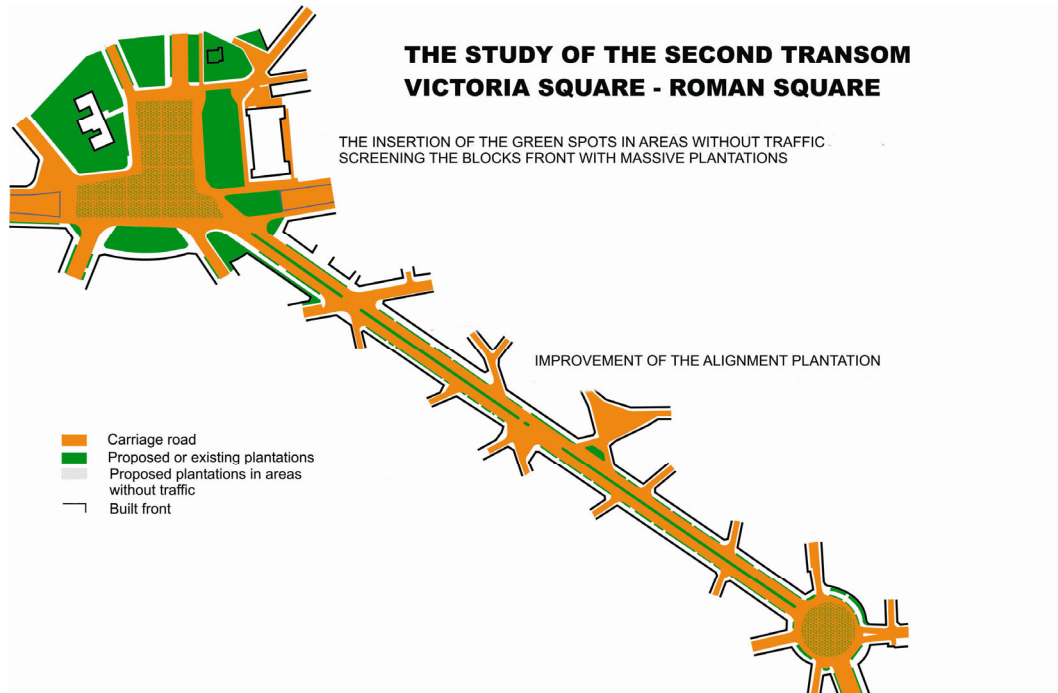 THE STUDY OF THE SECOND TRANSOM
VICTORIA SQUARE - ROMAN SQUARE
THE INSERTION OF THE GREEN SPOTS IN AREAS WITHOUT TRAFFIC
SCREENING THE BLOCKS FRONT WITH MASSIVE PLANTATIONS
IMPROVEMENT OF THE ALIGNMENT PLANTATION
Carriage road
Proposed or existing plantations
Proposed plantations in areas
without traffic
Built front